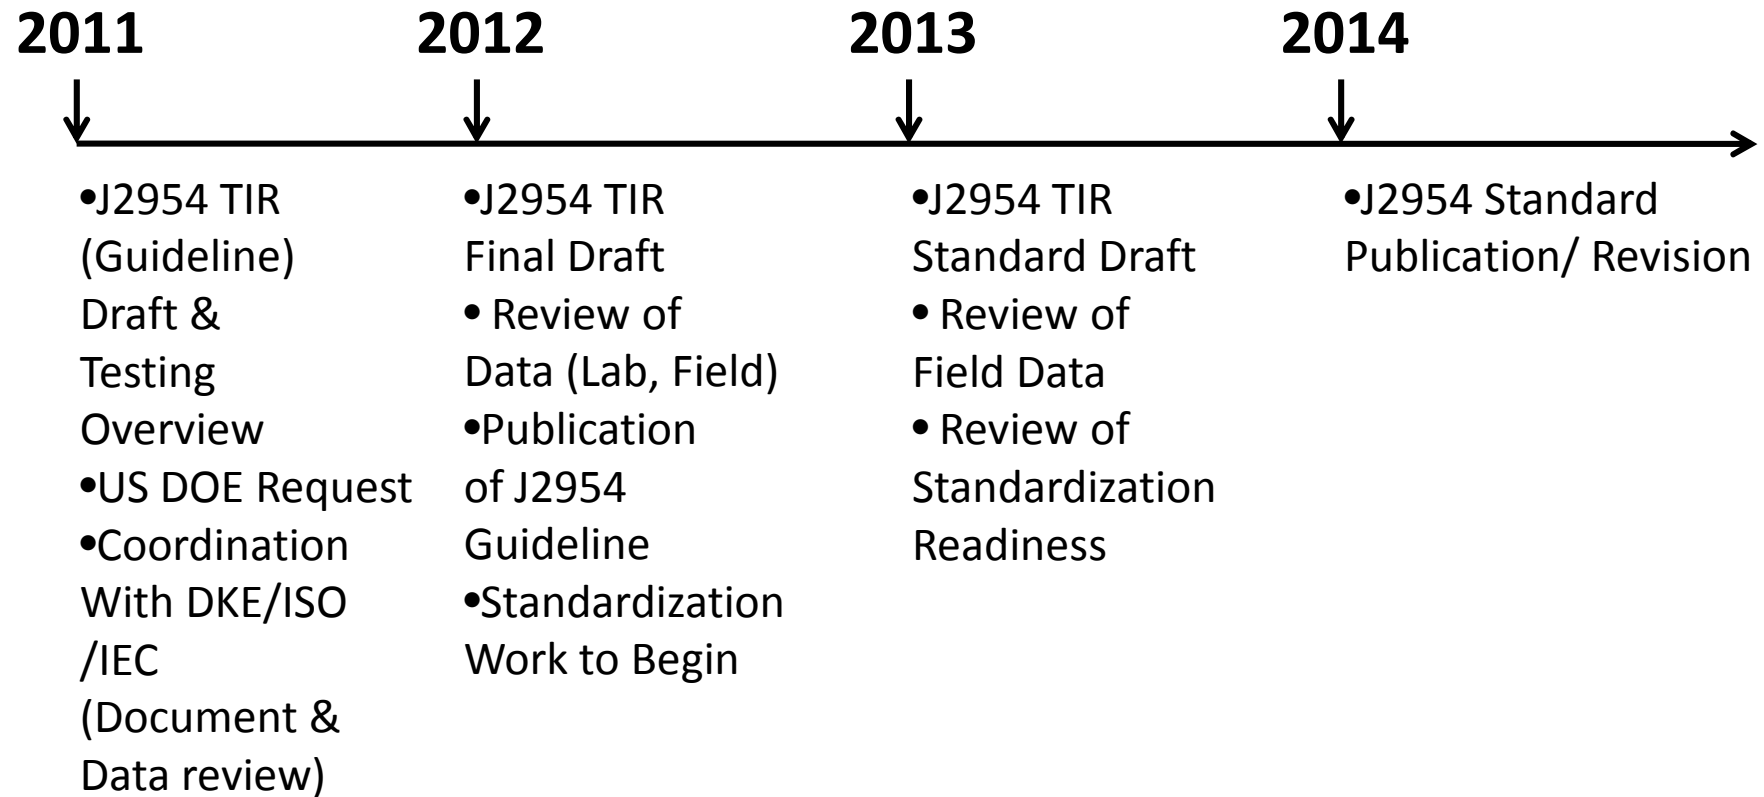 2011
2012
2013
2014
•J2954 TIR
(Guideline)
Draft &
Testing
Overview
•US DOE Request
•Coordination
With DKE/ISO
/IEC
(Document &
Data review)
•J2954 TIR
Final Draft
• Review of
Data (Lab, Field)
•Publication
of J2954
Guideline
•Standardization
Work to Begin
•J2954 TIR
Standard Draft
• Review of
Field Data
• Review of
Standardization
Readiness
•J2954 Standard
Publication/ Revision